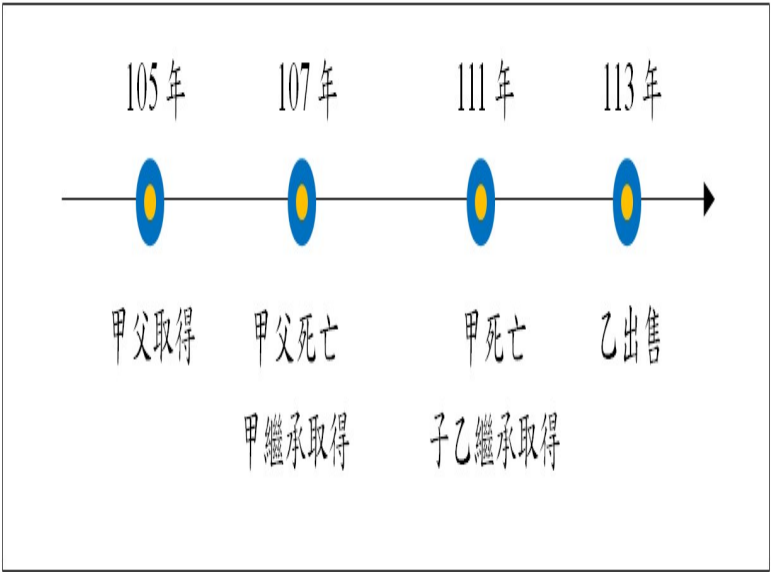 105年 107年 111年 113年
甲父取得 甲父死亡 甲死亡 乙出售
甲繼承取得 子乙繼承取得